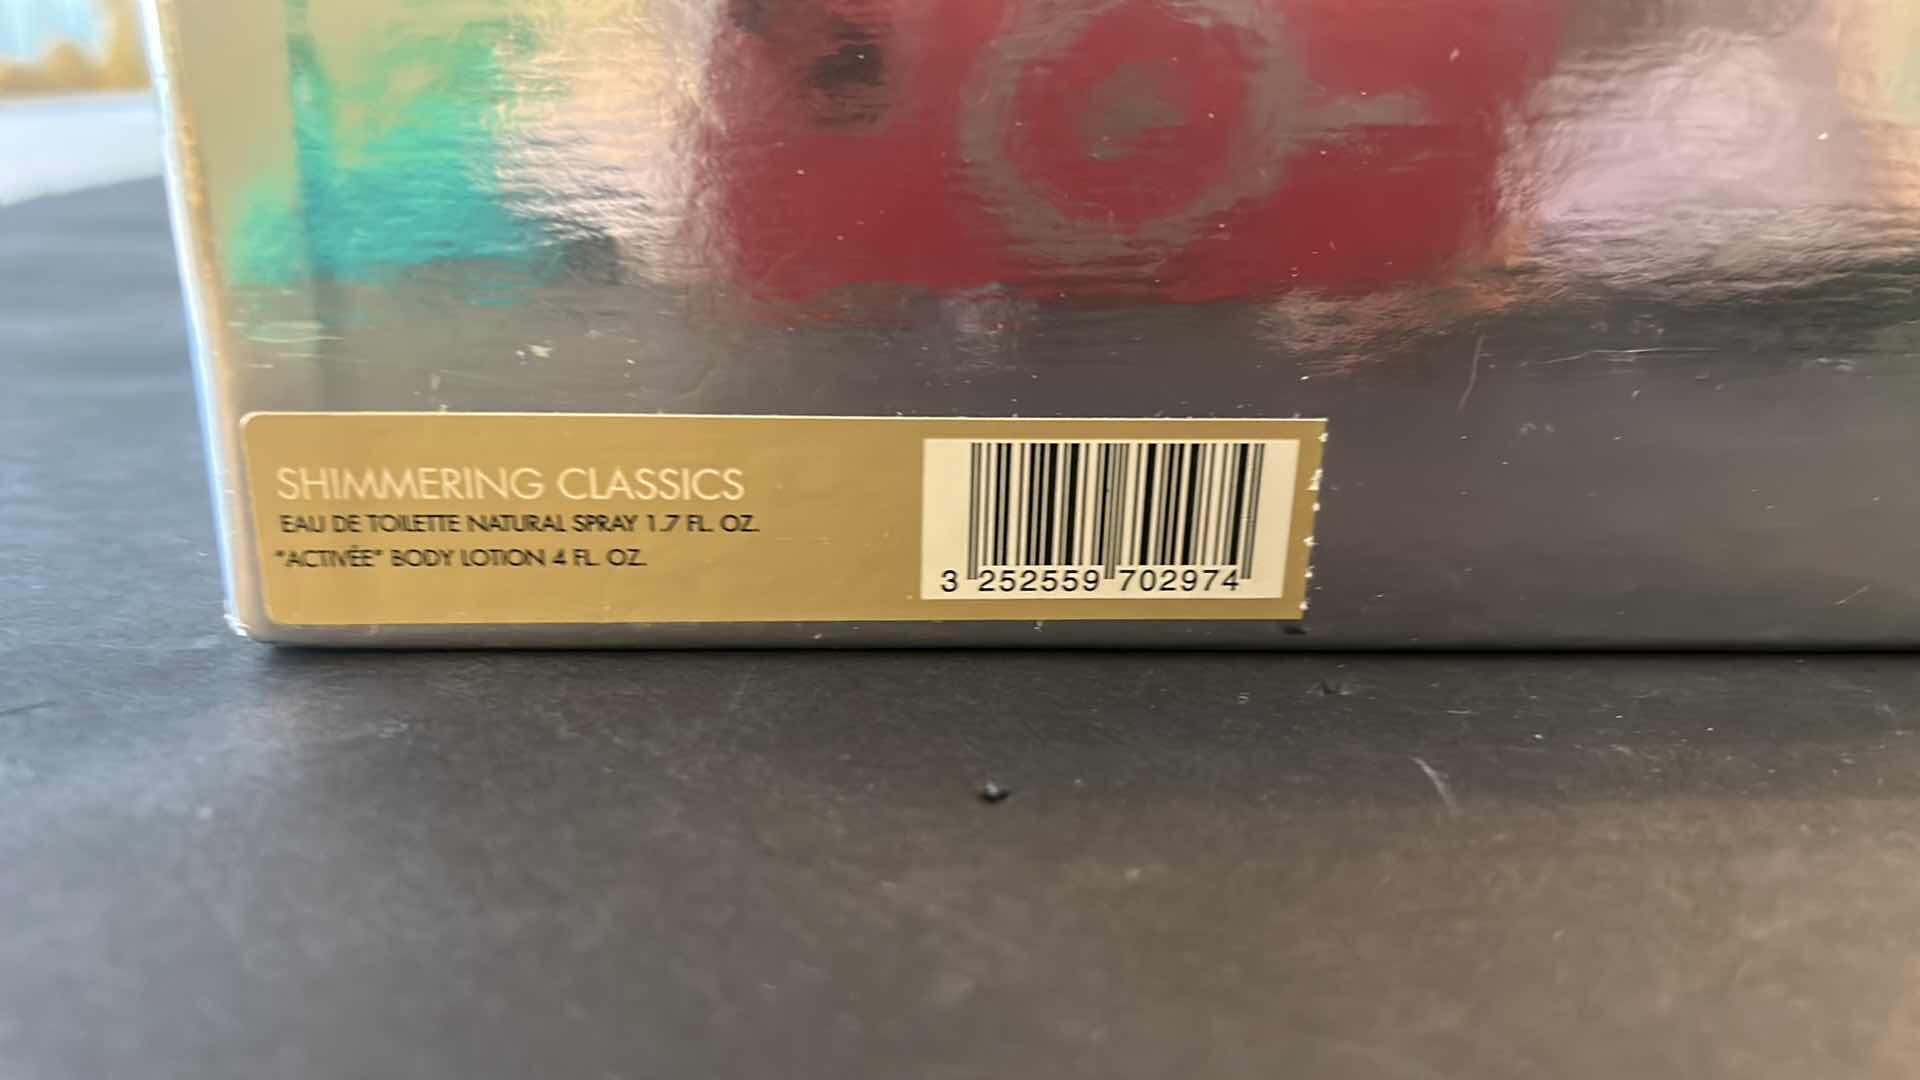 SHIMMERING CLASSICS
EAU DE TOILETTE NATURAL SPRAY 1.7 FL. OZ.
"ACTIVÉE" BODY LOTION 4 FL. OZ.
3 252559 702974